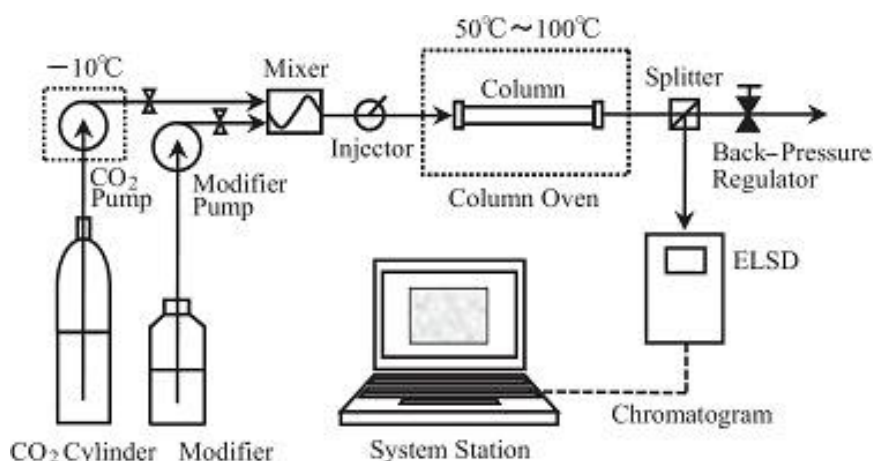 50℃～100℃
－10℃
Mixer
Column
Splitter
Injector
Back–Pressure
Regulator
CO₂
Pump
Modifier
Pump
Column Oven
ELSD
Chromatogram
CO₂ Cylinder
Modifier
System Station